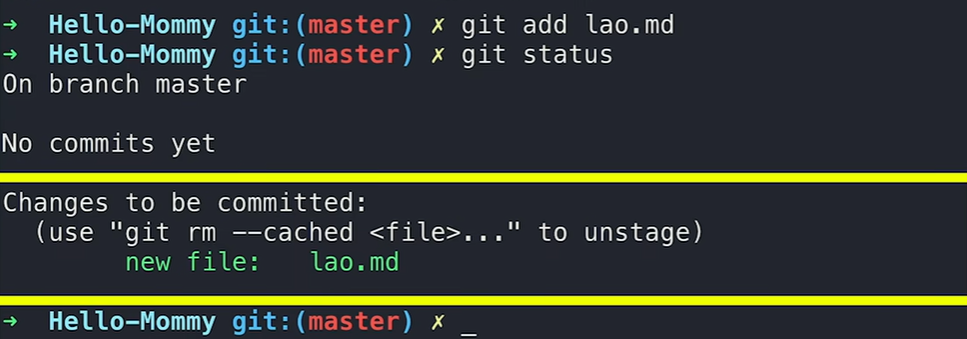 ➜  Hello-Mommy git:(master) ✗ git add lao.md
➜  Hello-Mommy git:(master) ✗ git status
On branch master
No commits yet
Changes to be committed:
  (use "git rm --cached <file>..." to unstage)
        new file:   lao.md
➜  Hello-Mommy git:(master) ✗ _